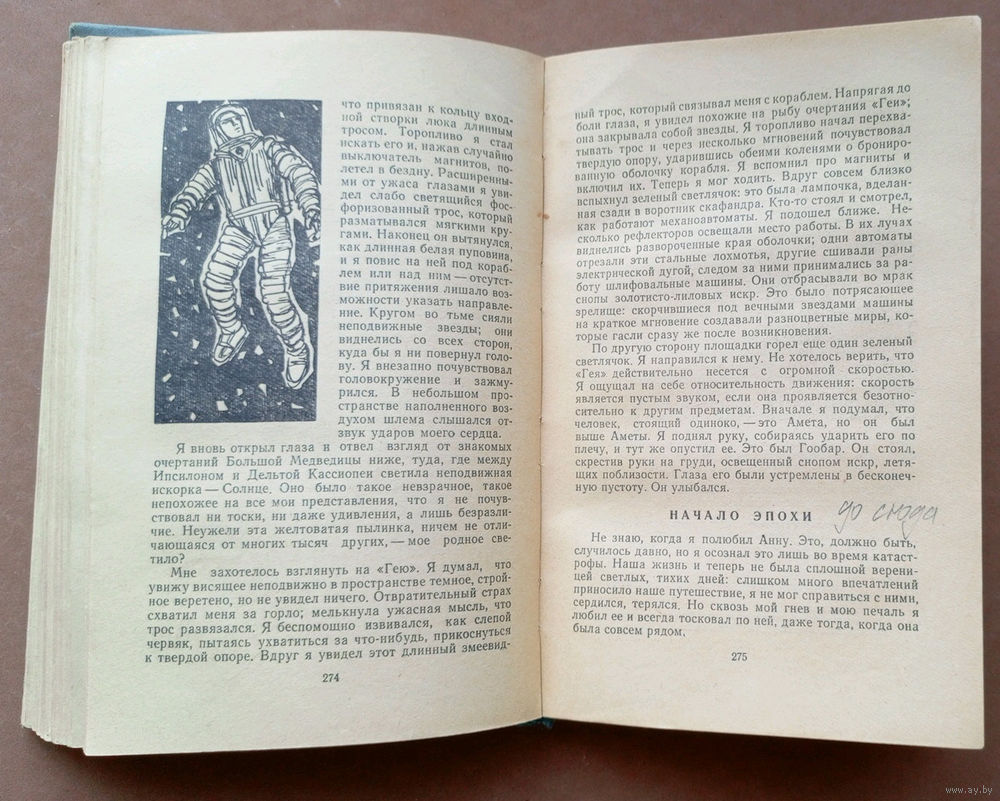 что привязан к кольцу вход-
ной створки люка длинным
тросом. Торопливо я стал
искать его и, нажав случайно
выключатель магнитов, по-
летел в бездну. Расширенны-
ми от ужаса глазами я уви-
дел слабо светящийся фос-
форизованный трос, который
разматывался мягкими кру-
гами. Наконец он вытянулся,
как длинная белая пуповина,
и я повис на ней под кораб-
лем или над ним — отсутст-
вие притяжения лишало воз-
можности указать направле-
ние. Кругом во тьме сияли
неподвижные звезды; они
виднелись со всех сторон,
куда бы я ни повернул голо-
ву. Я внезапно почувствовал
головокружение и зажму-
рился. В небольшом про-
странстве наполненного воз-
духом шлема слышался от-
звук ударов моего сердца.
Я вновь открыл глаза и отвел взгляд от знакомых
очертаний Большой Медведицы ниже, туда, где между
Ипсилоном и Дельтой Кассиопеи светила неподвижная
искорка — Солнце. Оно было такое невзрачное, такое
непохожее на все мои представления, что я не почув-
ствовал ни тоски, ни даже удивления, а лишь безразли-
чие. Неужели эта желтоватая пылинка, ничем не отли-
чающаяся от многих тысяч других, — мое родное све-
тило?
Мне захотелось взглянуть на «Гею». Я думал, что
увижу висящее неподвижно в пространстве темное, строй-
ное веретено, но не увидел ничего. Отвратительный страх
схватил меня за горло; мелькнула ужасная мысль, что
трос развязался. Я беспомощно извивался, как слепой
червяк, пытаясь ухватиться за что-нибудь, прикоснуться
к твердой опоре. Вдруг я увидел этот длинный змеевид-
274
ный трос, который связывал меня с кораблем. Напрягая до
боли глаза, я увидел похожие на рыбу очертания «Геи»;
она закрывала собой звезды. Я торопливо начал перехва-
тывать трос и через несколько мгновений почувствовал
твердую опору, ударившись обеими коленями о брониро-
ванную оболочку корабля. Я вспомнил про магниты и
включил их. Теперь я мог ходить. Вдруг совсем близко
вспыхнул зеленый светлячок: это была лампочка, вделан-
ная сзади в воротник скафандра. Кто-то стоял и смотрел,
как работают механоавтоматы. Я подошел ближе. Не-
сколько рефлекторов освещали место работы. В их лучах
виднелись развороченные края оболочки; одни автоматы
отрезали эти стальные лохмотья, другие сшивали раны
электрической дугой, следом за ними принимались за ра-
боту шлифовальные машины. Они отбрасывали во мрак
снопы золотисто-лиловых искр. Это было потрясающее
зрелище: скорчившиеся под вечными звездами машины
на краткое мгновение создавали разноцветные миры, ко-
торые гасли сразу же после возникновения.
По другую сторону площадки горел еще один зеленый
светлячок. Я направился к нему. Не хотелось верить, что
«Гея» действительно несется с огромной скоростью.
Я ощущал на себе относительность движения: скорость
является пустым звуком, если она проявляется безотно-
сительно к другим предметам. Вначале я подумал, что
человек, стоящий одиноко, — это Амета, но он был
выше Аметы. Я поднял руку, собираясь ударить его по
плечу, и тут же опустил ее. Это был Гообар. Он стоял,
скрестив руки на груди, освещенный снопом искр, летя-
щих поблизости. Глаза его были устремлены в бесконеч-
ную пустоту. Он улыбался.
НАЧАЛО ЭПОХИ до сюда
Не знаю, когда я полюбил Анну. Это, должно быть,
случилось давно, но я осознал это лишь во время катаст-
рофы. Наша жизнь и теперь не была сплошной верени-
цей светлых, тихих дней: слишком много впечатлений
приносило наше путешествие, я не мог справиться с ними,
сердился, терялся. Но сквозь мой гнев и мою печаль я
любил ее и всегда тосковал по ней, даже тогда, когда она
была совсем рядом,
275
www.ay.by